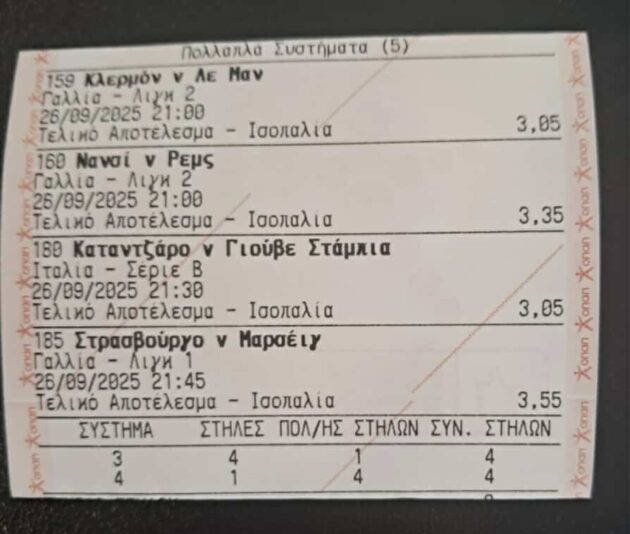 Πολλαπλά Συστήματα (5)
159 Κλερμόν v Λε Μαν
Γαλλία - Λιγκ 2
26/09/2025 21:00
Τελικό Αποτέλεσμα - Ισοπαλία 3,05
160 Νανσί v Ρεμς
Γαλλία - Λιγκ 2
26/09/2025 21:00
Τελικό Αποτέλεσμα - Ισοπαλία 3,35
180 Καταντζάρο v Γιούβε Στάμπια
Ιταλία - Σέριε Β
26/09/2025 21:30
Τελικό Αποτέλεσμα - Ισοπαλία 3,05
185 Στρασβούργο v Μαρσέιγ
Γαλλία - Λιγκ 1
26/09/2025 21:45
Τελικό Αποτέλεσμα - Ισοπαλία 3,55
ΣΥΣΤΗΜΑ ΣΤΗΛΕΣ ΠΟΛ/ΗΣ ΣΤΗΛΩΝ ΣΥΝ. ΣΤΗΛΩΝ
3 4 1 4
4 1 4 4